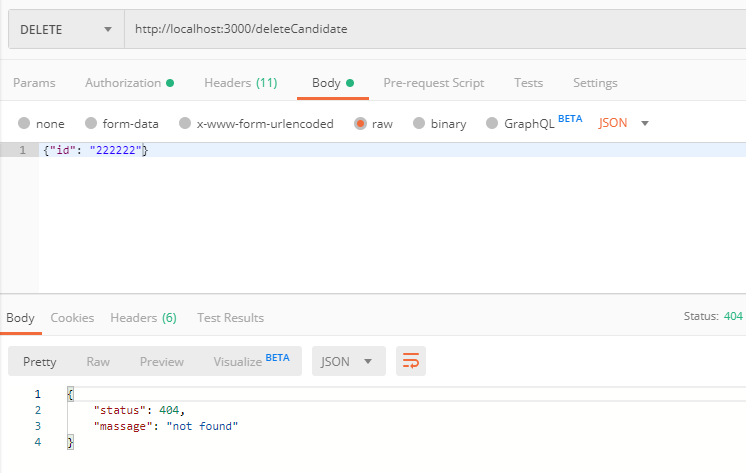 DELETE http://localhost:3000/deleteCandidate
Params Authorization Headers (11) Body Pre-request Script Tests Settings
none form-data x-www-form-urlencoded raw binary GraphQL BETA JSON
1 {"id": "222222"}
Body Cookies Headers (6) Test Results Status: 404
Pretty Raw Preview Visualize BETA JSON
1 {
2 "status": 404,
3 "massage": "not found"
4 }